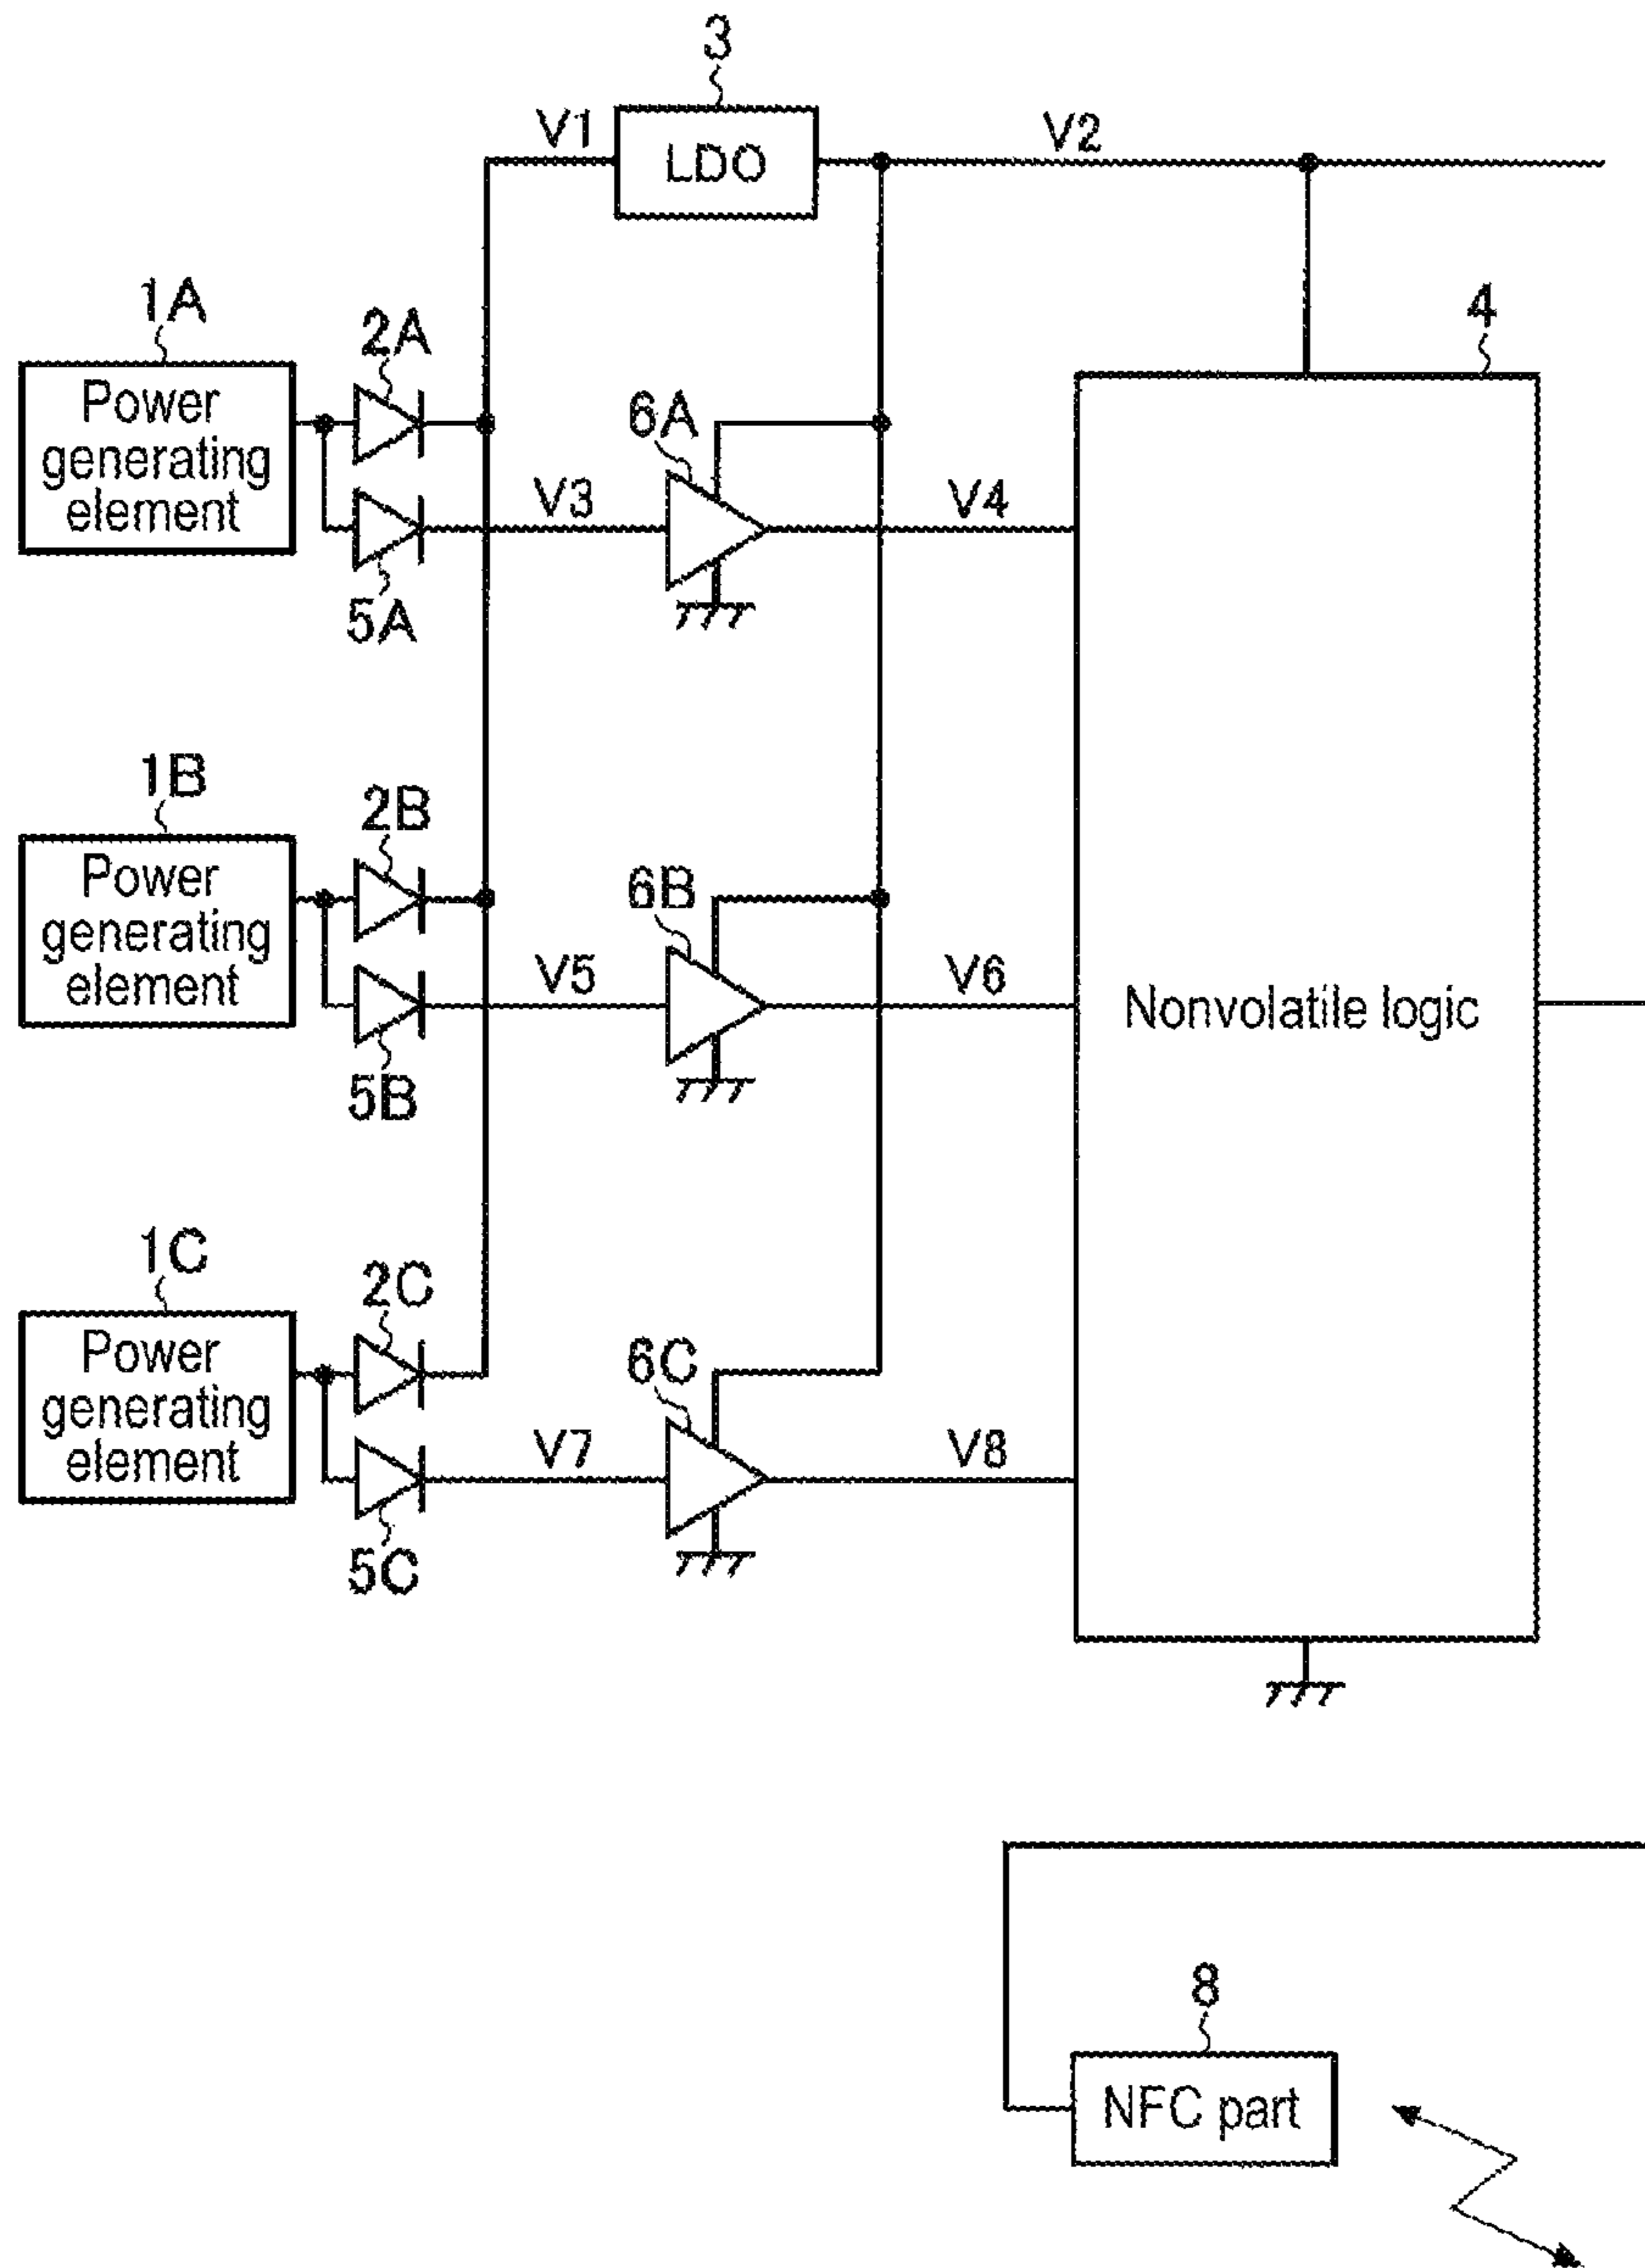 3
V1
LDO
V2
1A
2A
4
Power
generating
element
6A
V3
V4
5A
1B
2B
Power
generating
element
6B
V5
V6
Nonvolatile logic
5B
1C
2C
Power
generating
element
6C
V7
V8
5C
8
NFC part